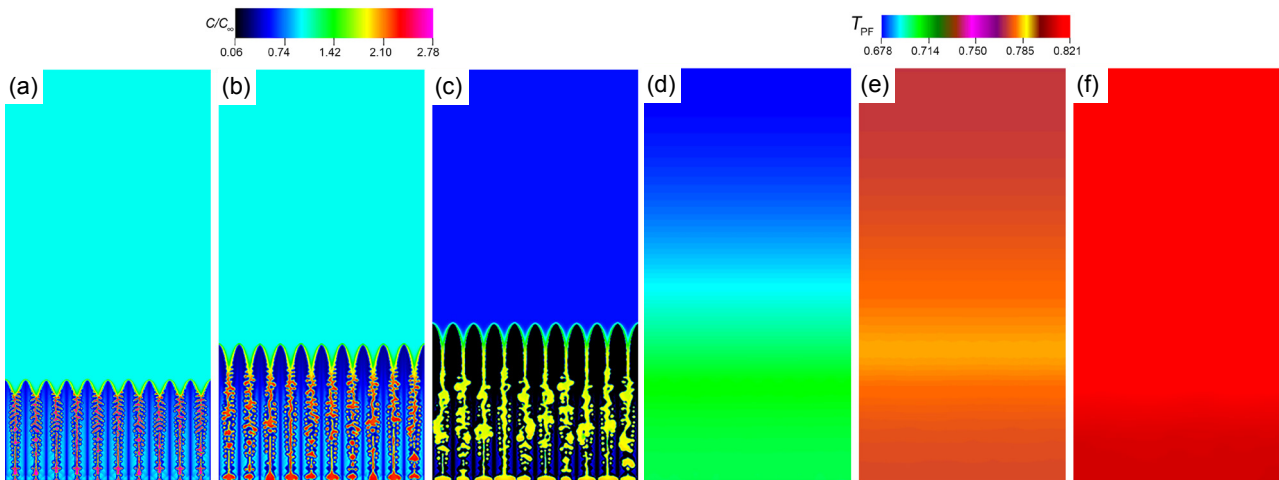 C/C∞
0.06 0.74 1.42 2.10 2.78
TPF
0.678 0.714 0.750 0.785 0.821
(a) (b) (c) (d) (e) (f)